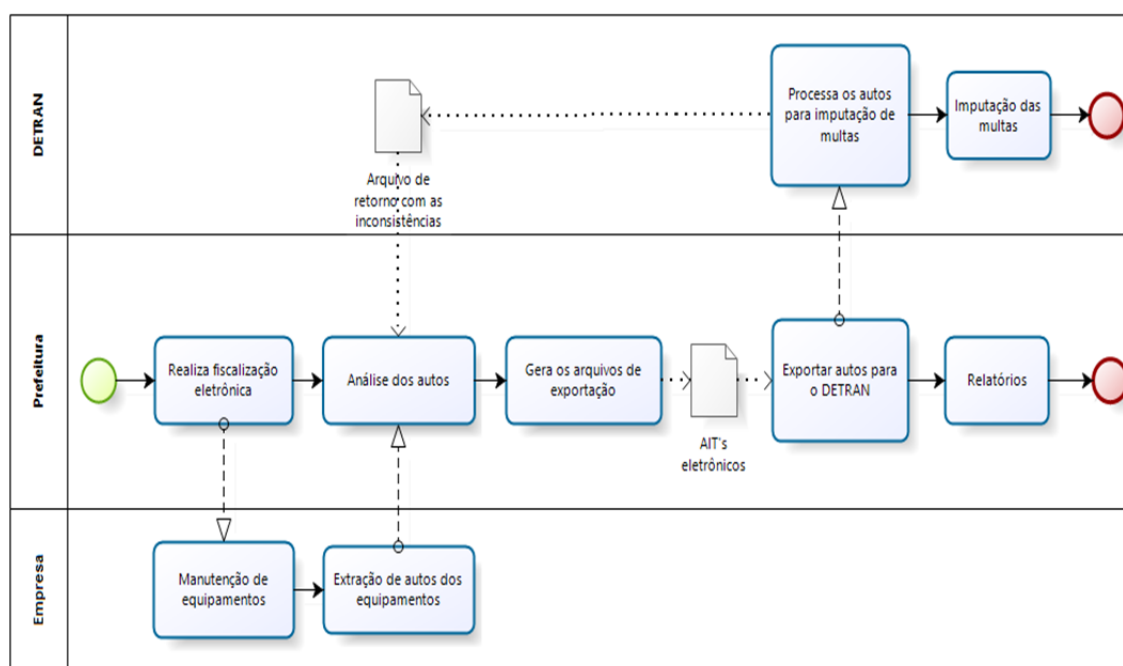 DETRAN
Arquivo de
retorno com as
inconsistências
Processa os autos
para imputação de
multas
Imputação das
multas
Prefeitura
Realiza fiscalização
eletrônica
Análise dos autos
Gera os arquivos de
exportação
AIT's
eletrônicos
Exportar autos para
o DETRAN
Relatórios
Empresa
Manutenção de
equipamentos
Extração de autos dos
equipamentos